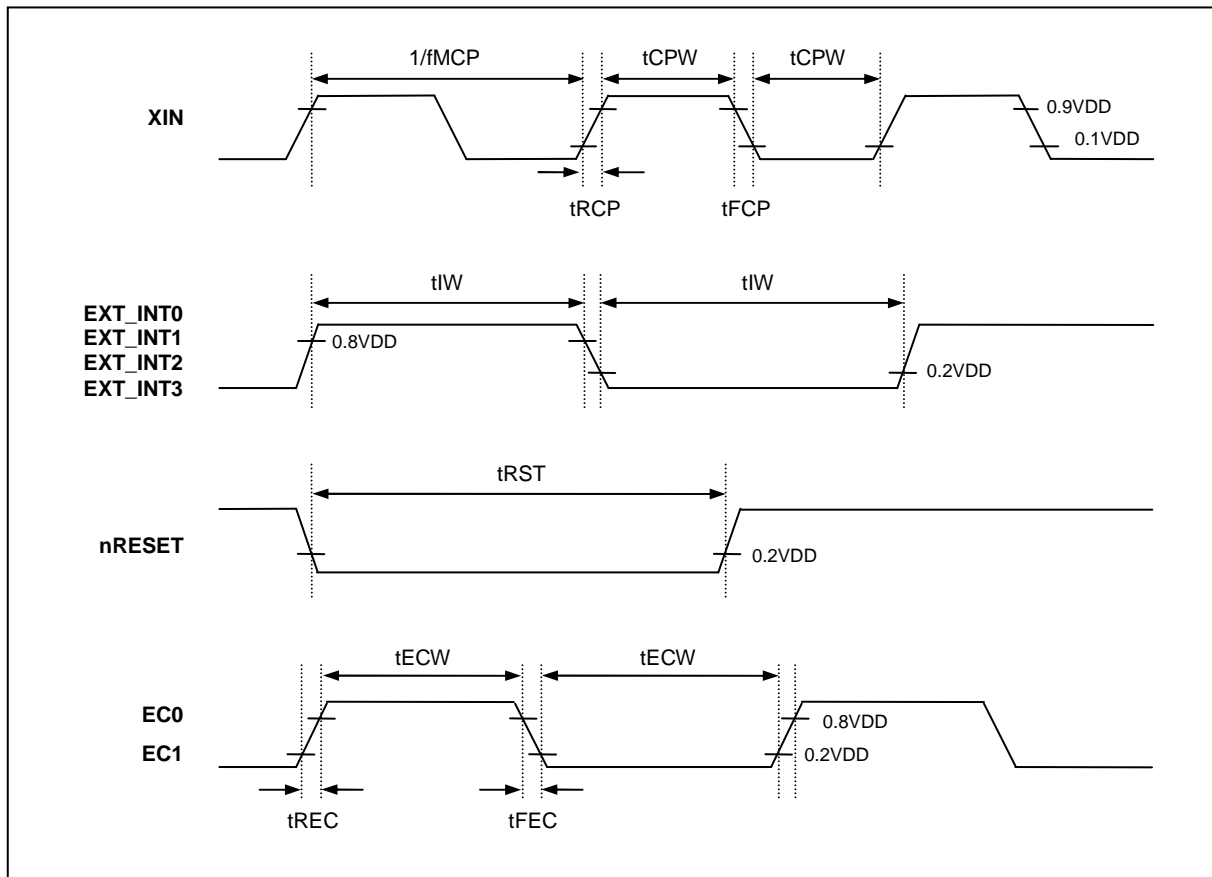 1/fMCP
tCPW
tCPW
XIN
0.9VDD
0.1VDD
tRCP
tFCP
tIW
tIW
EXT_INT0
EXT_INT1
EXT_INT2
EXT_INT3
0.8VDD
0.2VDD
tRST
nRESET
0.2VDD
tECW
tECW
EC0
EC1
0.8VDD
0.2VDD
tREC
tFEC